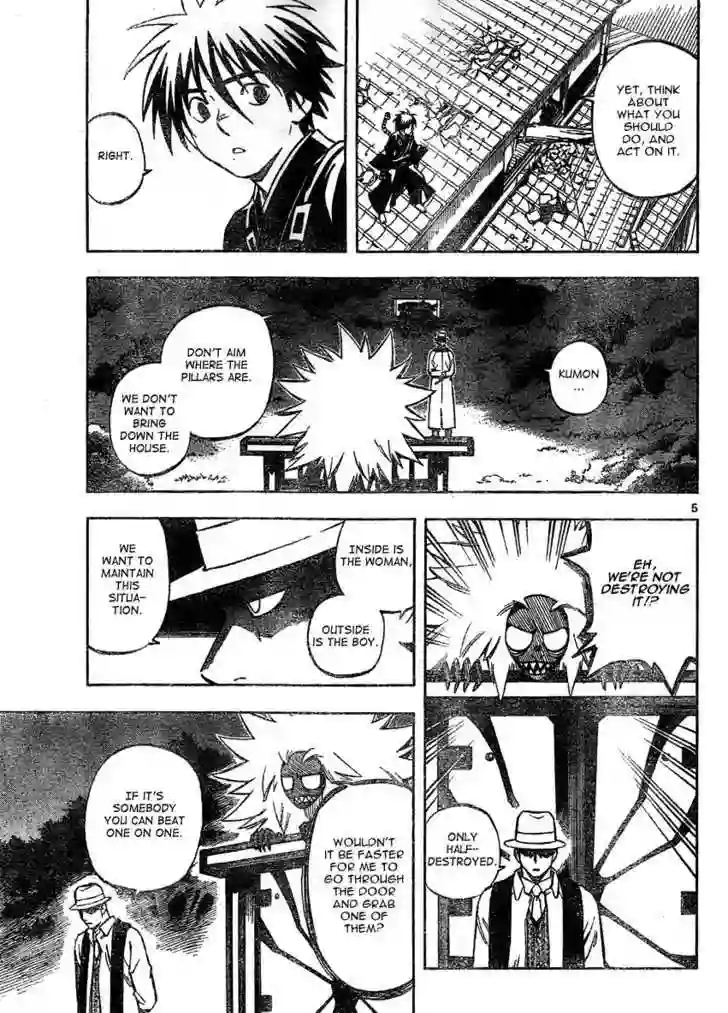 YET, THINK
ABOUT
WHAT YOU
SHOULD
DO, AND
ACT ON IT.
RIGHT.
KUMON
...
DON'T AIM
WHERE THE
PILLARS ARE.
WE DON'T
WANT TO
BRING
DOWN THE
HOUSE.
5
EH,
WE'RE NOT
DESTROYING
IT!?
INSIDE IS
THE WOMAN,
OUTSIDE
IS THE BOY.
WE
WANT TO
MAINTAIN
THIS
SITUA-
TION.
ONLY
HALF-
DESTROYED.
WOULDN'T
IT BE FASTER
FOR ME TO
GO THROUGH
THE DOOR
AND GRAB
ONE OF
THEM?
IF IT'S
SOMEBODY
YOU CAN BEAT
ONE ON ONE.